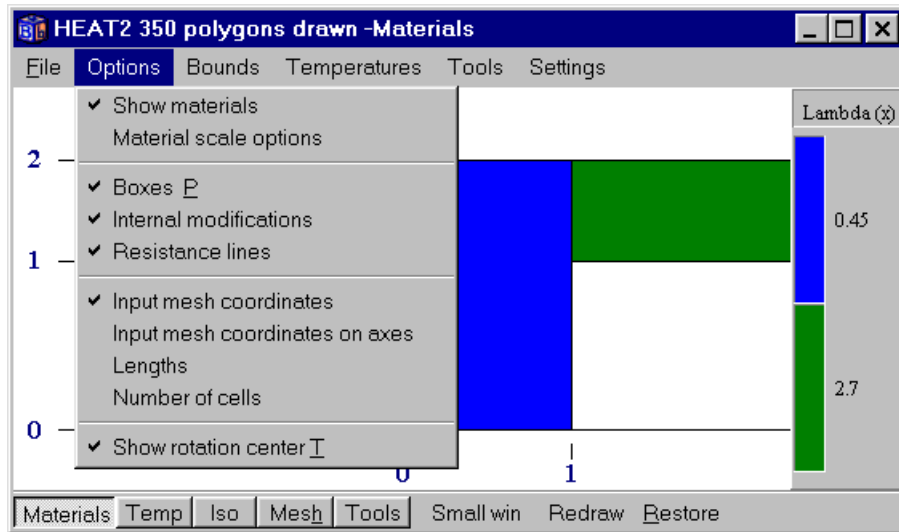 HEAT2 350 polygons drawn -Materials
File Options Bounds Temperatures Tools Settings
Show materials
Material scale options
Boxes P
Internal modifications
Resistance lines
Input mesh coordinates
Input mesh coordinates on axes
Lengths
Number of cells
Show rotation center T
2
1
0
0 1
Lambda (x)
0.45
2.7
Materials Temp Iso Mesh Tools Small win Redraw Restore